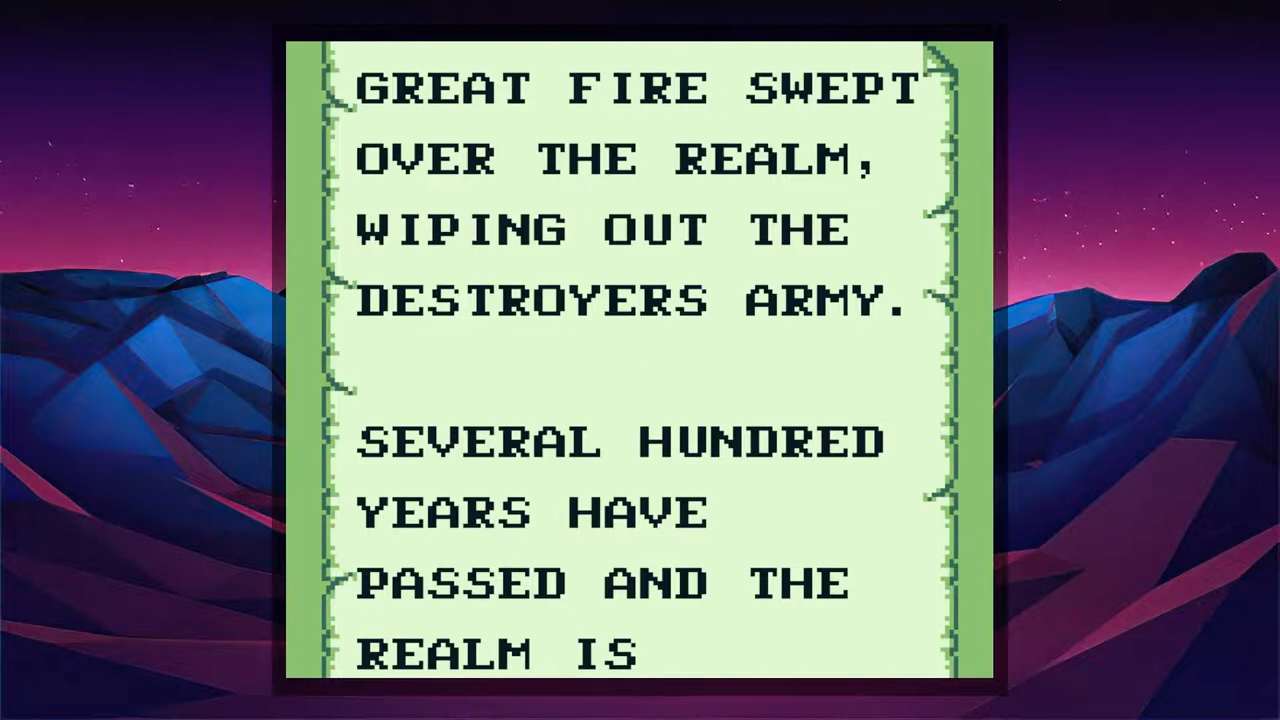 GREAT FIRE SWEPT
OVER THE REALM,
WIPING OUT THE
DESTROYERS ARMY.
SEVERAL HUNDRED
YEARS HAVE
PASSED AND THE
REALM IS